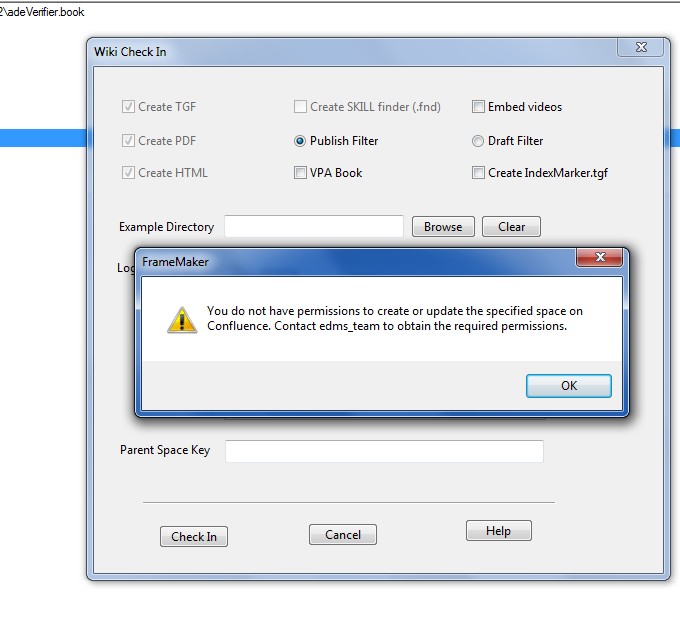 2\adeVerifier.book
Wiki Check In
Create TGF
Create SKILL finder (.fnd)
Embed videos
Create PDF
Publish Filter
Draft Filter
Create HTML
VPA Book
Create IndexMarker.tgf
Example Directory
Browse
Clear
Log
FrameMaker
You do not have permissions to create or update the specified space on
Confluence. Contact edms_team to obtain the required permissions.
OK
Parent Space Key
Check In
Cancel
Help